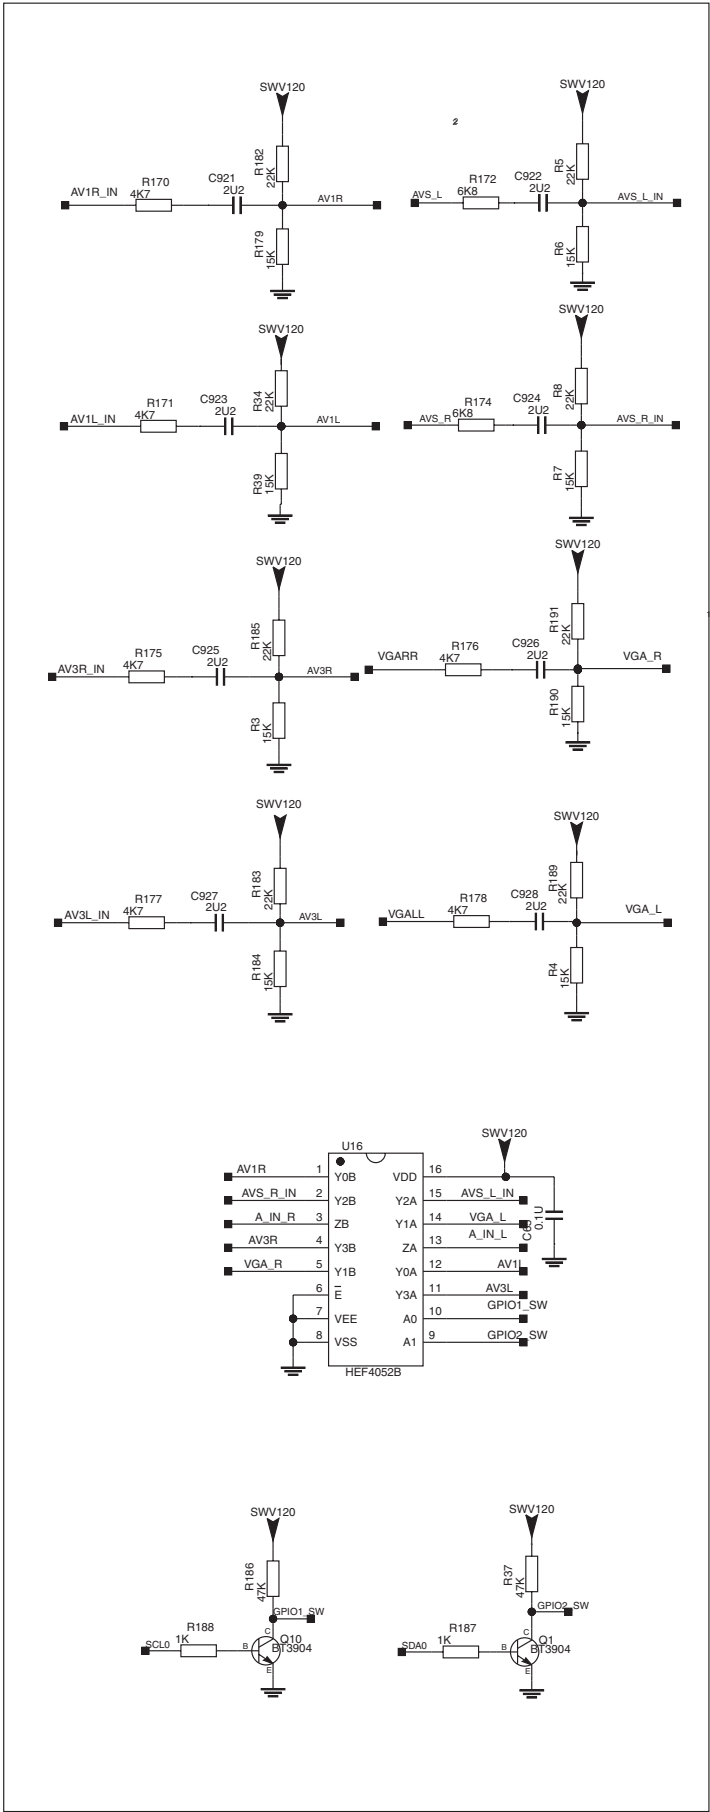 SWV120
R182
22K
R170
4K7
C921
2U2
AV1R_IN
AV1R
R179
15K
SWV120
2
R5
22K
R172
6K8
C922
2U2
AVS_L
AVS_L_IN
R6
15K
SWV120
R34
22K
R171
4K7
C923
2U2
AV1L_IN
AV1L
R39
15K
SWV120
R8
22K
R174
6K8
C924
2U2
AVS_R
AVS_R_IN
R7
15K
SWV120
R185
22K
R175
4K7
C925
2U2
AV3R_IN
AV3R
R3
15K
SWV120
R191
22K
1
R176
4K7
C926
2U2
VGARR
VGA_R
R190
15K
SWV120
R183
22K
R177
4K7
C927
2U2
AV3L_IN
AV3L
R184
15K
SWV120
R189
22K
R178
4K7
C928
2U2
VGALL
VGA_L
R4
15K
U16
SWV120
AV1R 1 Y0B VDD 16
AVS_R_IN 2 Y2B Y2A 15 AVS_L_IN
A_IN_R 3 ZB Y1A 14 VGA_L
AV3R 4 Y3B ZA 13 A_IN_L
VGA_R 5 Y1B Y0A 12
6 E Y3A 11 AV3L
7 VEE A0 10 GPIO1_SW
8 VSS A1 9 GPIO2_SW
0.1U
HEF4052B
SWV120
R186
47K
GPIO1_SW
R188
1K
SCL0
B
C
E
Q10
BT3904
SWV120
R37
47K
GPIO2_SW
R187
1K
SDA0
B
C
E
Q1
BT3904